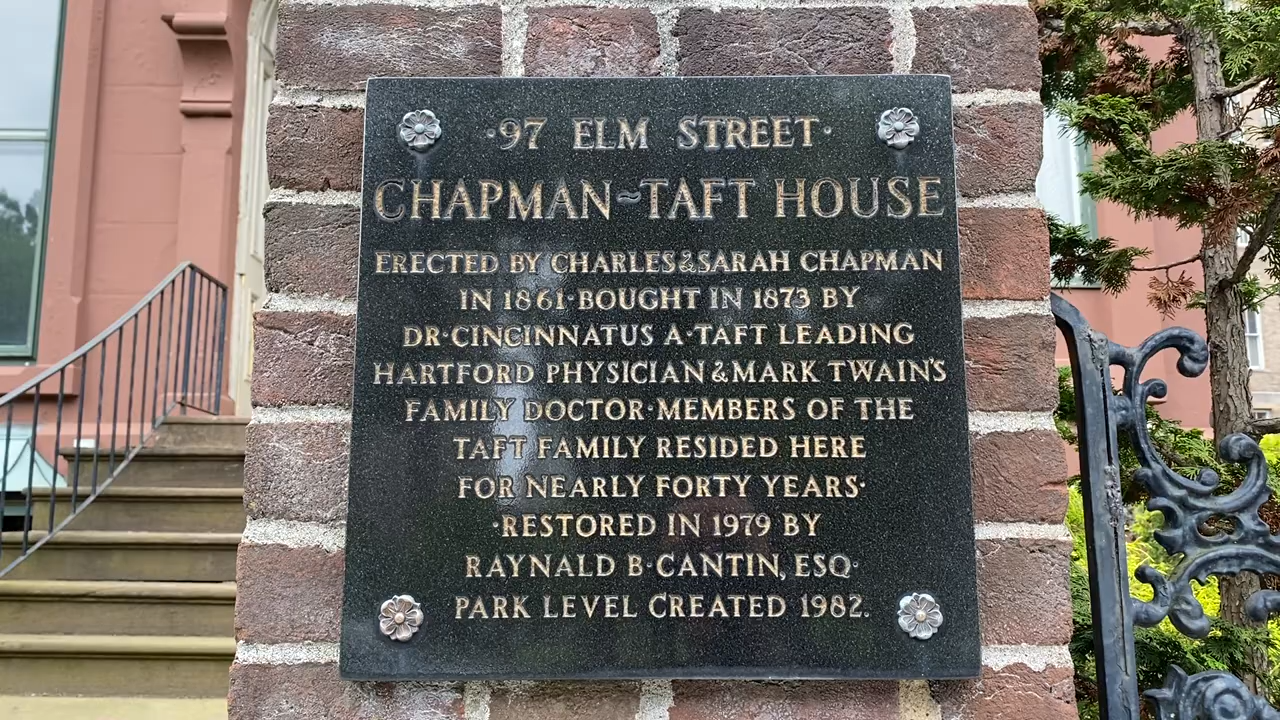 ·97 ELM STREET·
CHAPMAN~TAFT HOUSE
ERECTED BY CHARLES & SARAH CHAPMAN
IN 1861·BOUGHT IN 1873 BY
DR·CINCINNATUS A·TAFT LEADING
HARTFORD PHYSICIAN & MARK TWAIN'S
FAMILY DOCTOR·MEMBERS OF THE
TAFT FAMILY RESIDED HERE
FOR NEARLY FORTY YEARS·
·RESTORED IN 1979 BY
RAYNALD B·CANTIN, ESQ·
PARK LEVEL CREATED 1982.